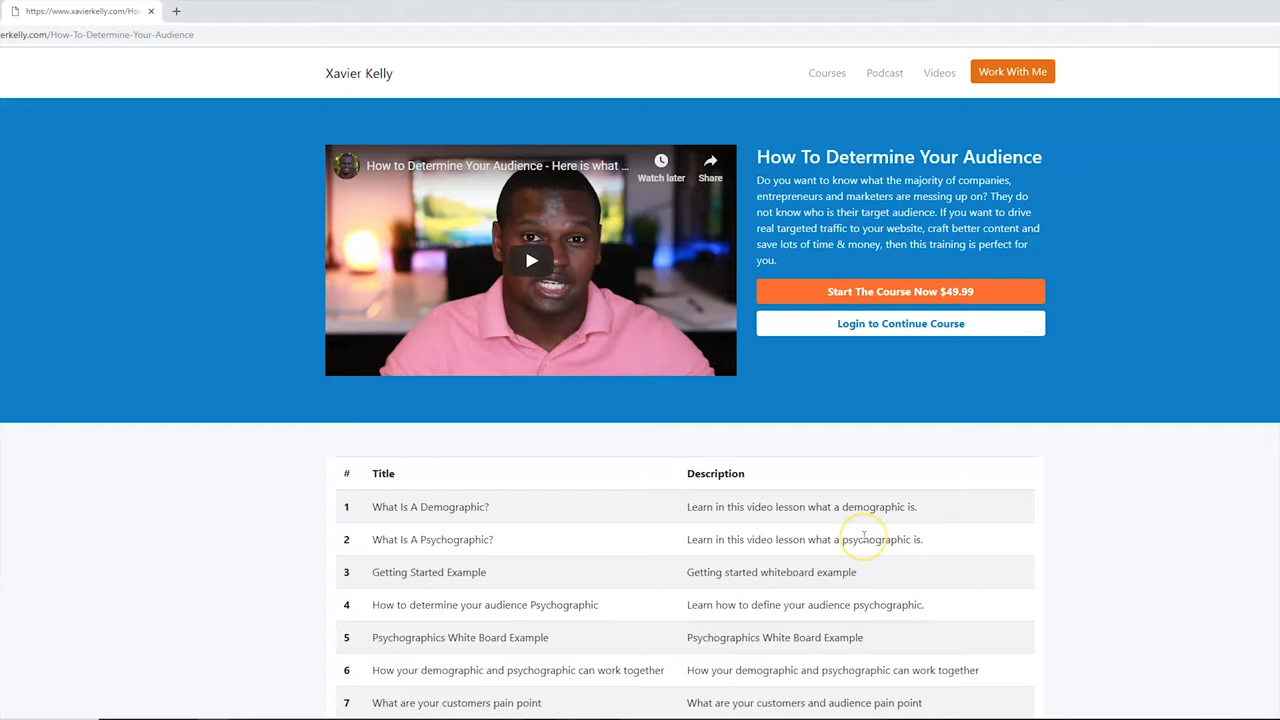 https://www.xavierkelly.com/Ho
erkelly.com/How-To-Determine-Your-Audience
Xavier Kelly
Courses
Podcast
Videos
Work With Me
How to Determine Your Audience - Here is what ...
Watch later
Share
How To Determine Your Audience
Do you want to know what the majority of companies,
entrepreneurs and marketers are messing up on? They do
not know who is their target audience. If you want to drive
real targeted traffic to your website, craft better content and
save lots of time & money, then this training is perfect for
you.
Start The Course Now $49.99
Login to Continue Course
# Title Description
1 What Is A Demographic? Learn in this video lesson what a demographic is.
2 What Is A Psychographic? Learn in this video lesson what a psychographic is.
3 Getting Started Example Getting started whiteboard example
4 How to determine your audience Psychographic Learn how to define your audience psychographic.
5 Psychographics White Board Example Psychographics White Board Example
6 How your demographic and psychographic can work together How your demographic and psychographic can work together
7 What are your customers pain point What are your customers and audience pain point